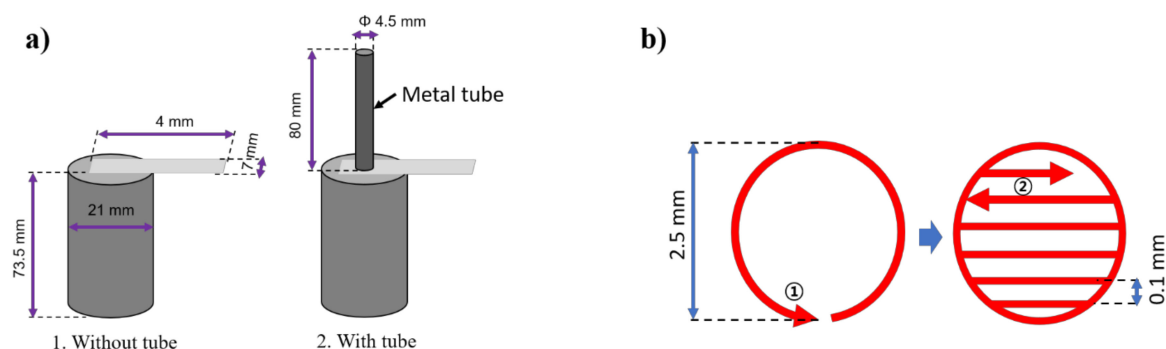 a)
Φ 4.5 mm
b)
Metal tube
80 mm
4 mm
7 mm
21 mm
73.5 mm
1. Without tube
2. With tube
2.5 mm
①
②
0.1 mm